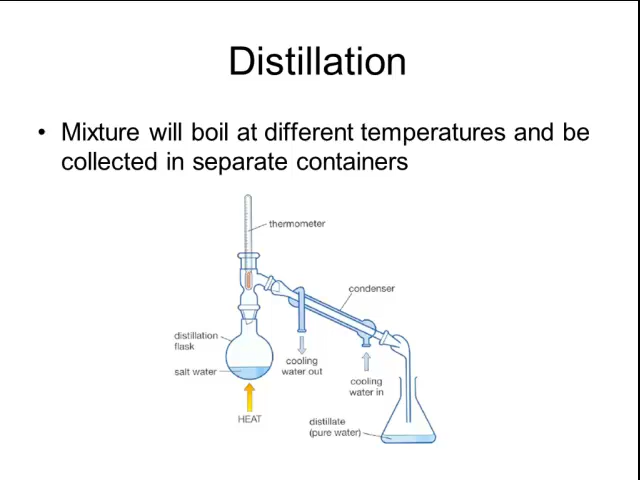 Distillation
• Mixture will boil at different temperatures and be
collected in separate containers
thermometer
condenser
distillation
flask
salt water
cooling
water out
cooling
water in
HEAT
distillate
(pure water)